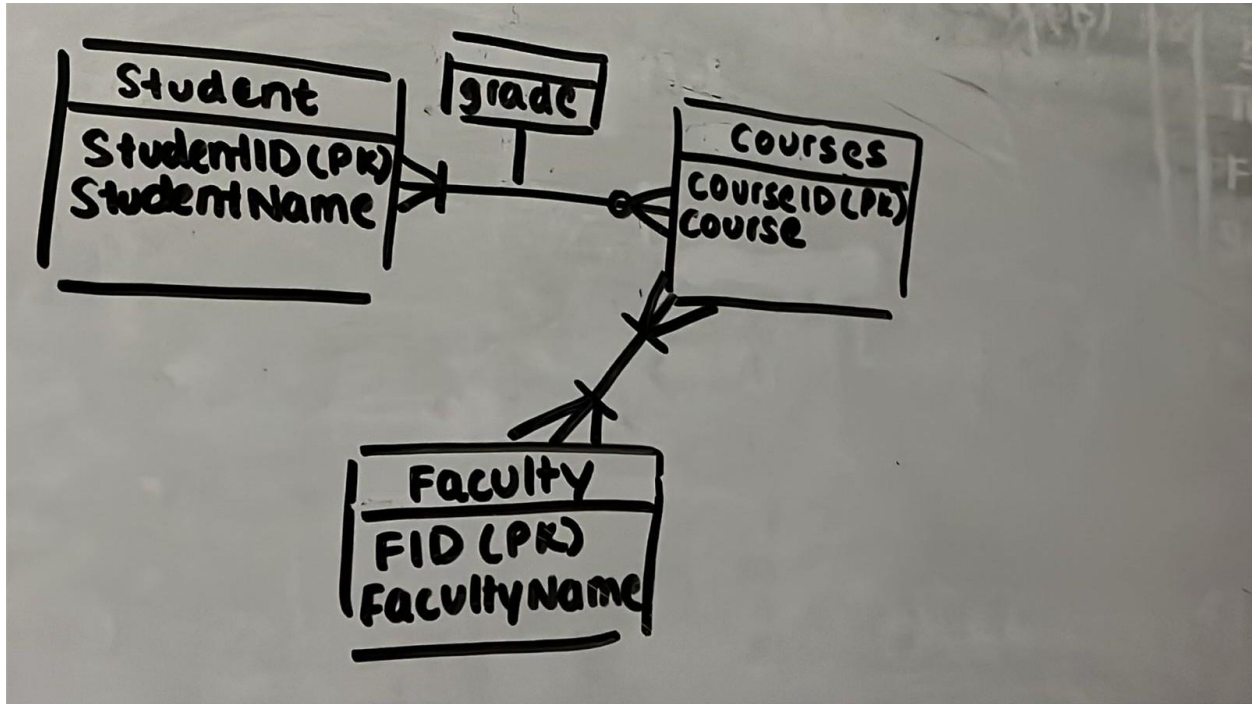 Student
StudentID (PK)
StudentName
grade
Courses
CourseID (PK)
Course
Faculty
FID (PK)
FacultyName